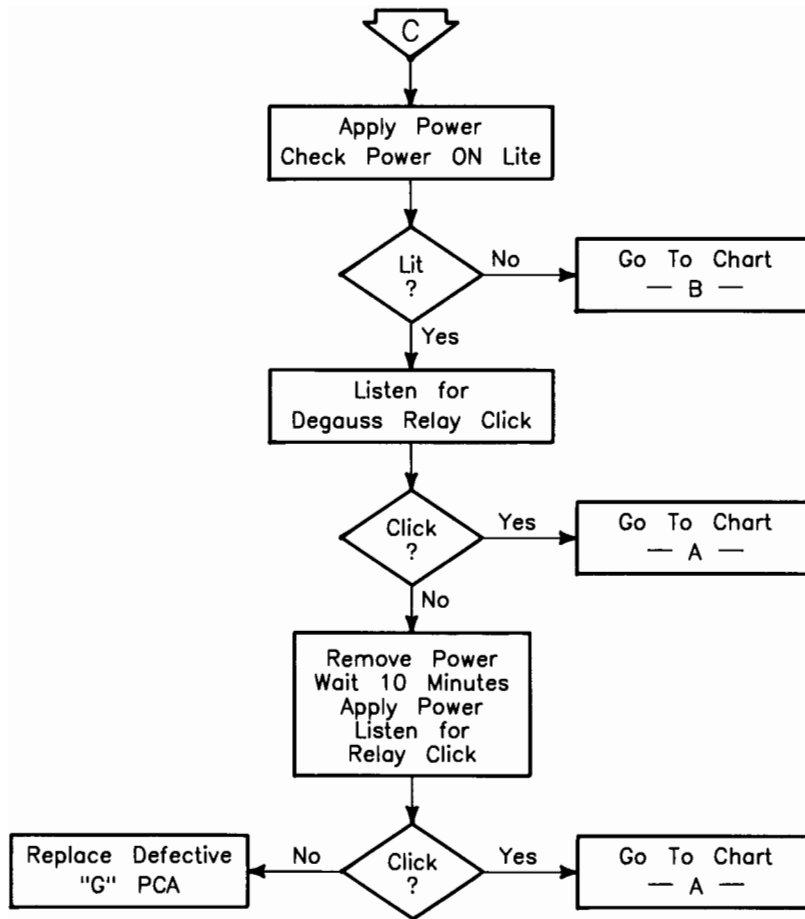 C
Apply Power
Check Power ON Lite
Lit
?
No
Go To Chart
— B —
Yes
Listen for
Degauss Relay Click
Click
?
Yes
Go To Chart
— A —
No
Remove Power
Wait 10 Minutes
Apply Power
Listen for
Relay Click
Replace Defective
"G" PCA
No
Click
?
Yes
Go To Chart
— A —